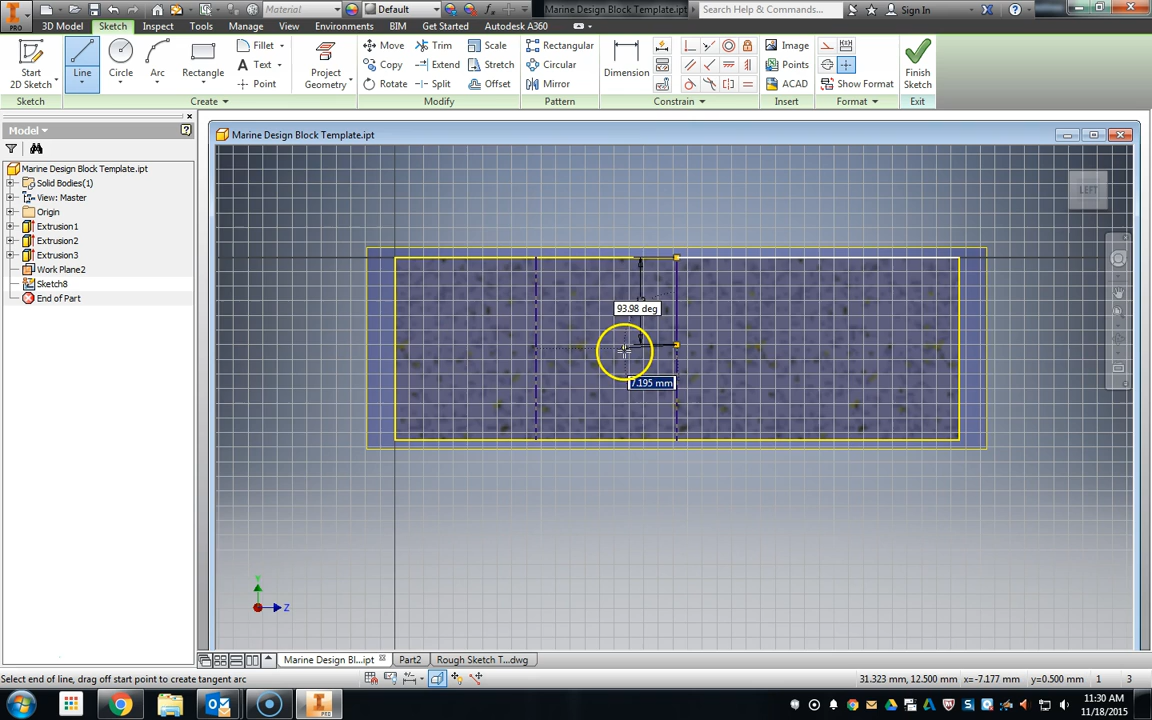 Material
Default
Marine Design Block Template.ipt
Search Help & Commands...
Sign In
3D Model
Sketch
Inspect
Tools
Manage
View
Environments
BIM
Get Started
Autodesk A360
PRO
Start
2D Sketch
Line
Circle
Arc
Rectangle
Fillet
Text
Point
Project
Geometry
Move
Copy
Rotate
Trim
Extend
Split
Scale
Stretch
Offset
Rectangular
Circular
Mirror
Dimension
Image
Points
ACAD
Show Format
Finish
Sketch
Sketch
Create
Modify
Pattern
Constrain
Insert
Format
Exit
Model
Marine Design Block Template.ipt
Solid Bodies(1)
View: Master
Origin
Extrusion1
Extrusion2
Extrusion3
Work Plane2
Sketch8
End of Part
Marine Design Block Template.ipt
LEFT
93.98 deg
7.195 mm
Y
Z
Marine Design Bl...ipt
Part2
Rough Sketch T...dwg
Select end of line, drag off start point to create tangent arc
31.323 mm, 12.500 mm
x=-7.177 mm
y=0.500 mm
1
3
11:30 AM
11/18/2015